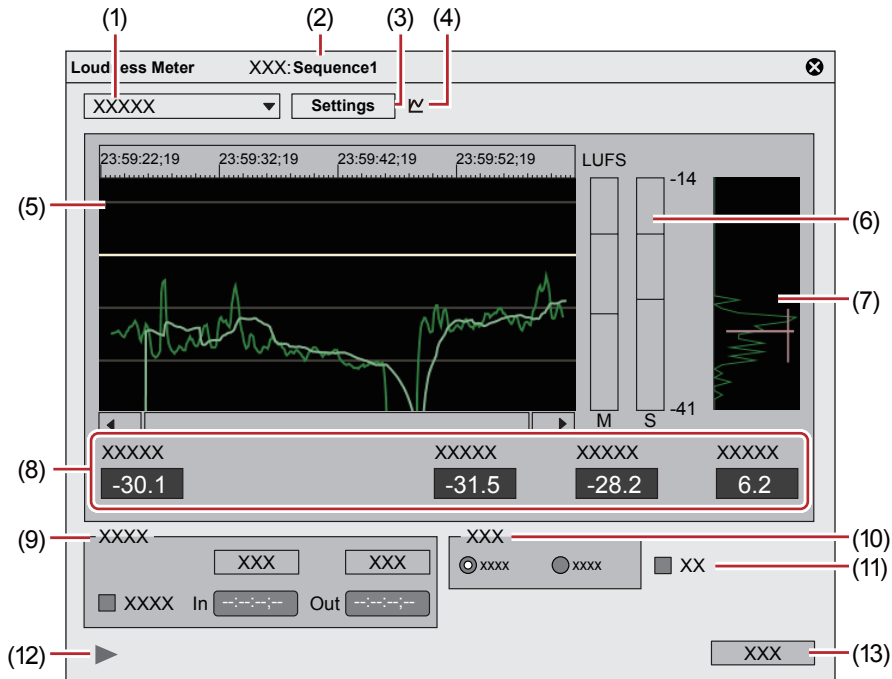 (1) (2) (3) (4)
Loudness Meter XXX: Sequence1
XXXXX Settings
23:59:22;19 23:59:32;19 23:59:42;19 23:59:52;19 LUFS
-14
(5)
(6)
(7)
-41
M S
(8)
XXXXX XXXXX XXXXX XXXXX
-30.1 -31.5 -28.2 6.2
(9) XXXX XXX (10)
XXX XXX xxxx xxxx XX (11)
XXXX In --:--:--;-- Out --:--:--;--
(12) XXX (13)